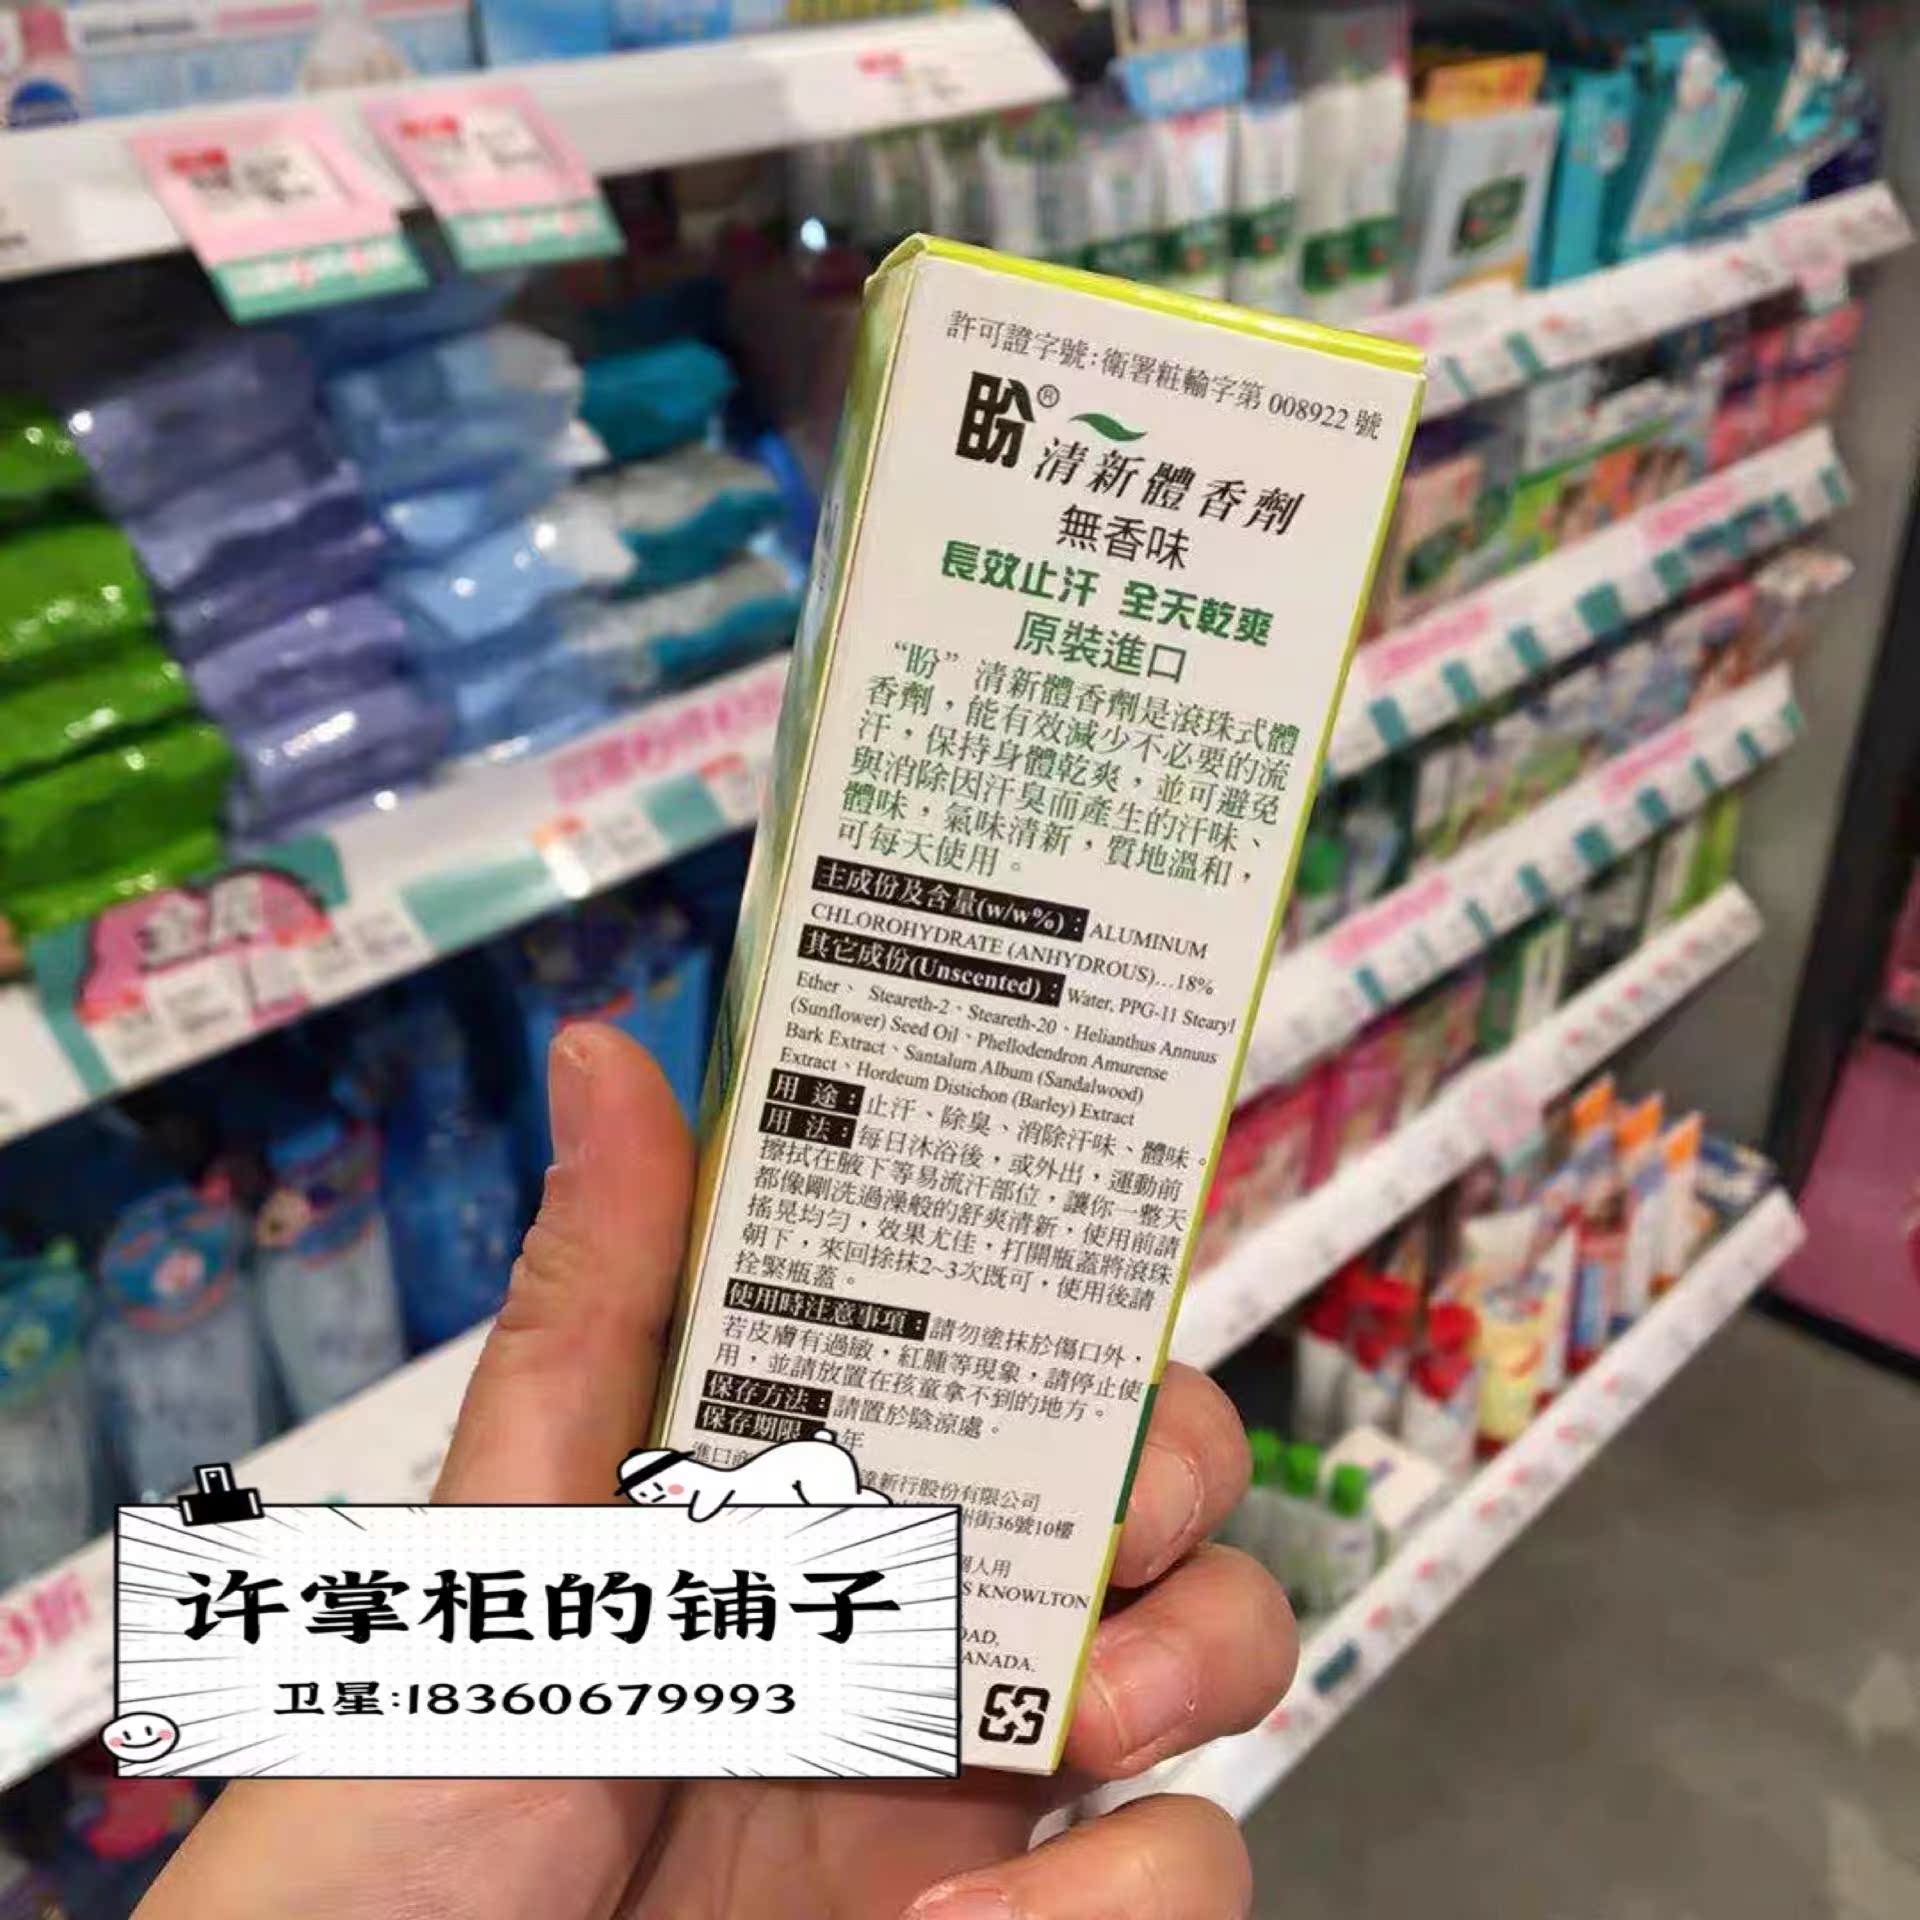 許可證字號：衛署粧輸字第 008922 號
盼®
清新體香劑
無香味
長效止汗 全天乾爽
原裝進口
“盼”清新體香劑是滾珠式體
香劑，能有效減少不必要的流
汗，保持身體乾爽，並可避免
與消除因汗臭而產生的汗味、
體味，氣味清新，質地溫和，
可每天使用。
主成份及含量(w/w%)：ALUMINUM
CHLOROHYDRATE (ANHYDROUS)...18%
其它成份(Unscented)：Water, PPG-11 Stearyl
Ether、Steareth-2、Steareth-20、Helianthus Annuus
(Sunflower) Seed Oil、Phellodendron Amurense
Bark Extract、Santalum Album (Sandalwood)
Extract、Hordeum Distichon (Barley) Extract
用途：止汗、除臭、消除汗味、體味。
用法：每日沐浴後，或外出，運動前
擦拭在腋下等易流汗部位，讓你一整天
都像剛洗過澡般的舒爽清新，使用前請
搖晃均勻，效果尤佳，打開瓶蓋將滾珠
朝下，來回捈抹2~3次既可，使用後請
拴緊瓶蓋。
使用時注意事項：請勿塗抹於傷口外，
若皮膚有過敏，紅腫等現象，請停止使
用，並請放置在孩童拿不到的地方。
保存方法：請置於陰涼處。
保存期限 年
進口商
達新行股份有限公司
州街36號10樓
人用
S KNOWLTON
OAD,
ANADA.
许掌柜的铺子
卫星:18360679993